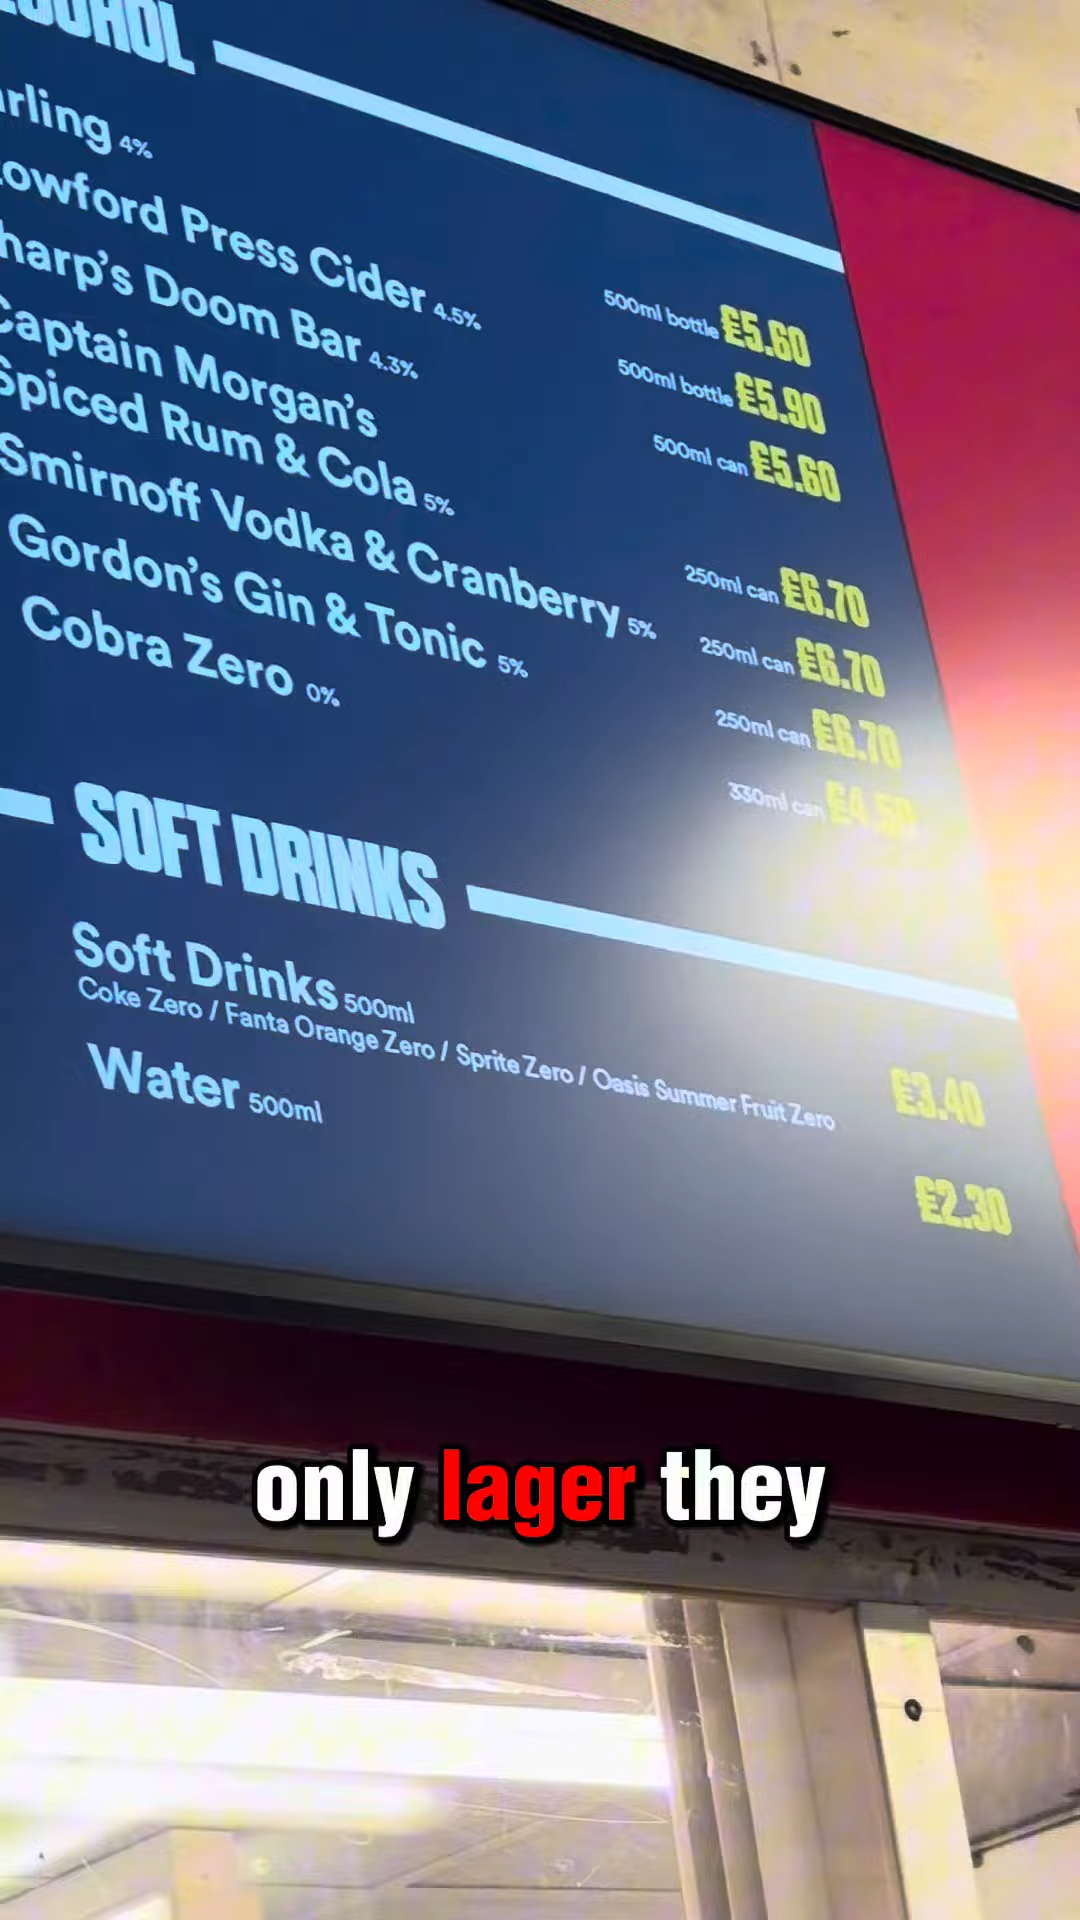 arling 4%
owford Press Cider 4.5% 500ml bottle £5.60
harp's Doom Bar 4.3% 500ml bottle £5.90
Captain Morgan's 500ml can £5.60
Spiced Rum & Cola 5% 250ml can £6.70
Smirnoff Vodka & Cranberry 5% 250ml can £6.70
Gordon's Gin & Tonic 5% 250ml can £6.70
Cobra Zero 0% 330ml can
SOFT DRINKS
Soft Drinks 500ml £3.40
Coke Zero / Fanta Orange Zero / Sprite Zero / Oasis Summer Fruit Zero
Water 500ml £2.30
only lager they